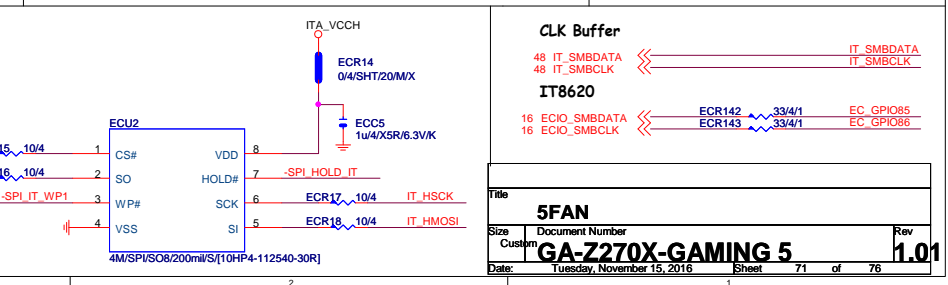 ITA_VCCH
ECR14
0/4/SHT/20/M/X
ECC5
1u/4/X5R/6.3V/K
ECU2
15 10/4
1 CS# VDD 8
16 10/4
2 SO HOLD# 7 -SPI_HOLD_IT
-SPI_IT_WP1 3 WP# SCK 6 ECR17 10/4 IT_HSCK
4 VSS SI 5 ECR18 10/4 IT_HMOSI
4M/SPI/SO8/200mil/S/[10HP4-112540-30R]
CLK Buffer
48 IT_SMBDATA IT_SMBDATA
48 IT_SMBCLK IT_SMBCLK
IT8620
16 ECIO_SMBDATA ECR142 33/4/1 EC_GPIO85
16 ECIO_SMBCLK ECR143 33/4/1 EC_GPIO86
Title
5FAN
Size Document Number Rev
Custom GA-Z270X-GAMING 5 1.01
Date: Tuesday, November 15, 2016 Sheet 71 of 76
2 1